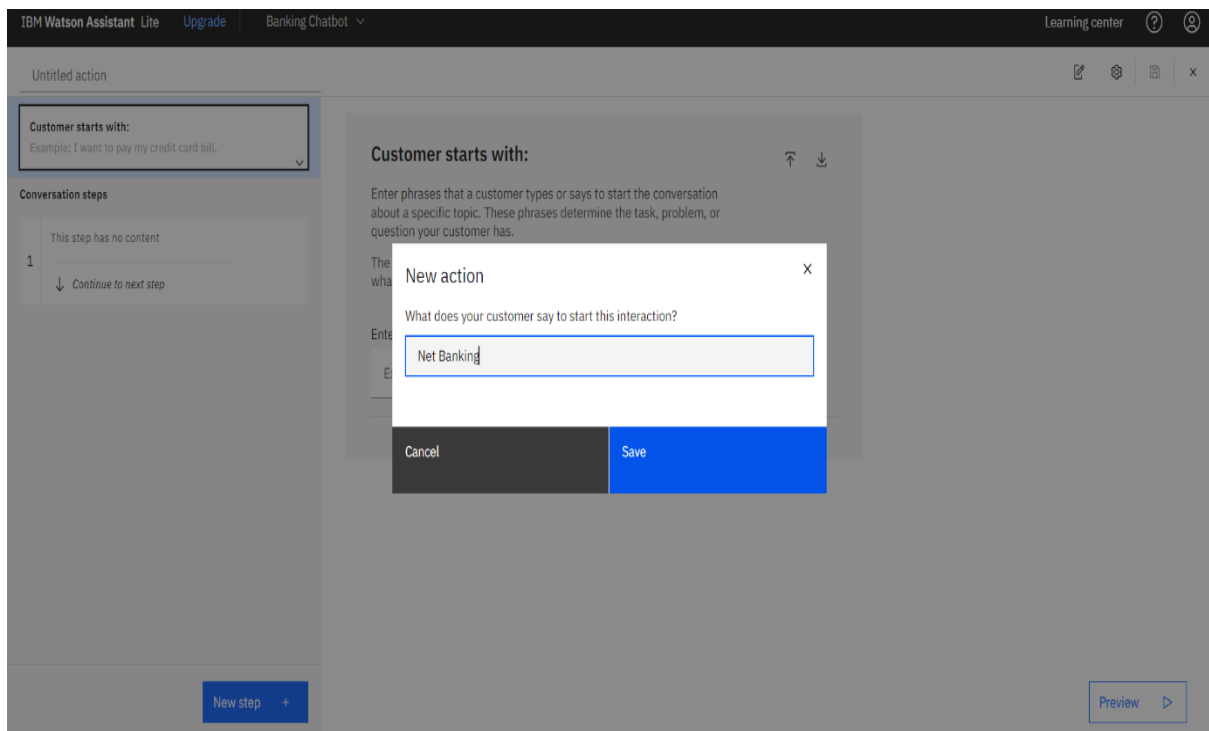 IBM Watson Assistant Lite Upgrade Banking Chatbot Learning center
Untitled action
Customer starts with:
Example: I want to pay my credit card bill.
Conversation steps
This step has no content
1
Continue to next step
New step +
Customer starts with:
Enter phrases that a customer types or says to start the conversation
about a specific topic. These phrases determine the task, problem, or
question your customer has.
The
wha
Ente
New action
What does your customer say to start this interaction?
Net Banking
Cancel
Save
Preview